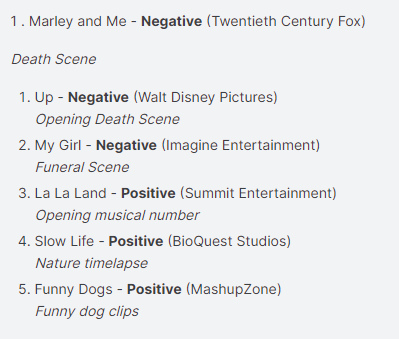 1 . Marley and Me - Negative (Twentieth Century Fox)
Death Scene
1. Up - Negative (Walt Disney Pictures)
Opening Death Scene
2. My Girl - Negative (Imagine Entertainment)
Funeral Scene
3. La La Land - Positive (Summit Entertainment)
Opening musical number
4. Slow Life - Positive (BioQuest Studios)
Nature timelapse
5. Funny Dogs - Positive (MashupZone)
Funny dog clips